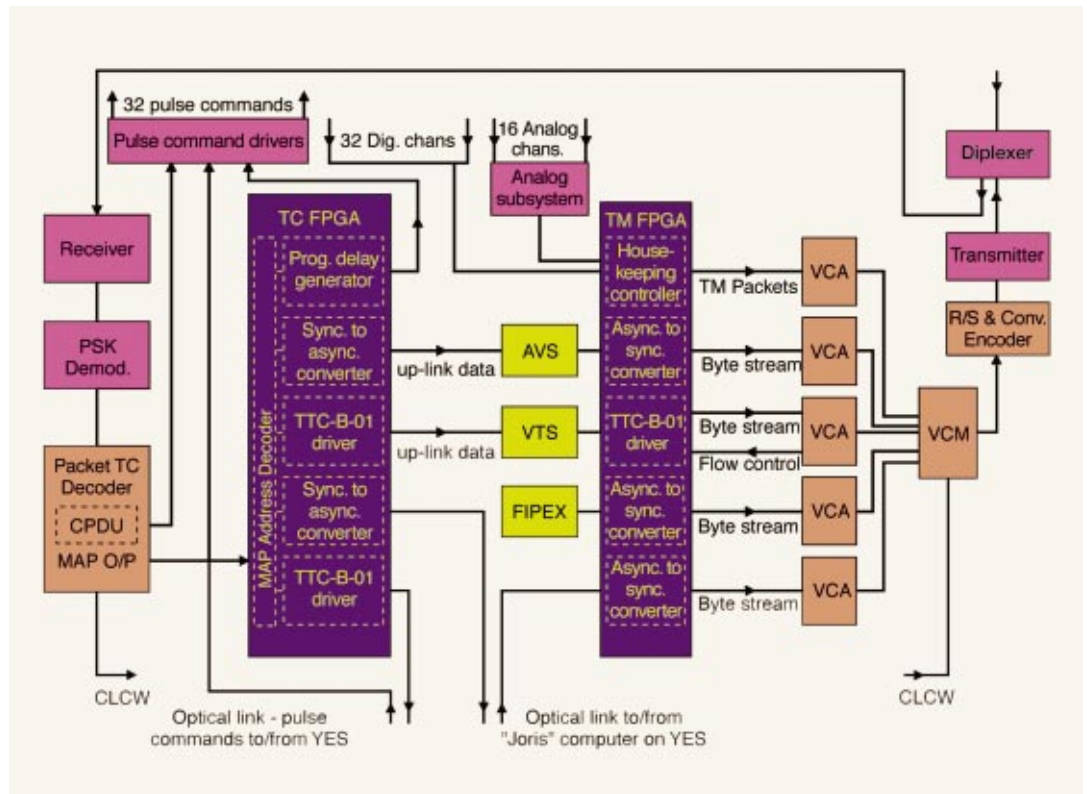 32 pulse commands
Pulse command drivers
32 Dig. chans
16 Analog
chans.
Analog
subsystem
Diplexer
Receiver
PSK
Demod.
Packet TC
Decoder
CPDU
MAP O/P
CLCW
TC FPGA
MAP Address Decoder
Prog. delay
generator
Sync. to
async.
converter
TTC-B-01
driver
Sync. to
async.
converter
TTC-B-01
driver
up-link data
up-link data
AVS
VTS
FIPEX
TM FPGA
House-
keeping
controller
Async. to
sync.
converter
TTC-B-01
driver
Async. to
sync.
converter
Async. to
sync.
converter
TM Packets
Byte stream
Byte stream
Flow control
Byte stream
Byte stream
VCA
VCA
VCA
VCA
VCA
Transmitter
R/S & Conv.
Encoder
VCM
CLCW
Optical link - pulse
commands to/from YES
Optical link to/from
"Joris" computer on YES